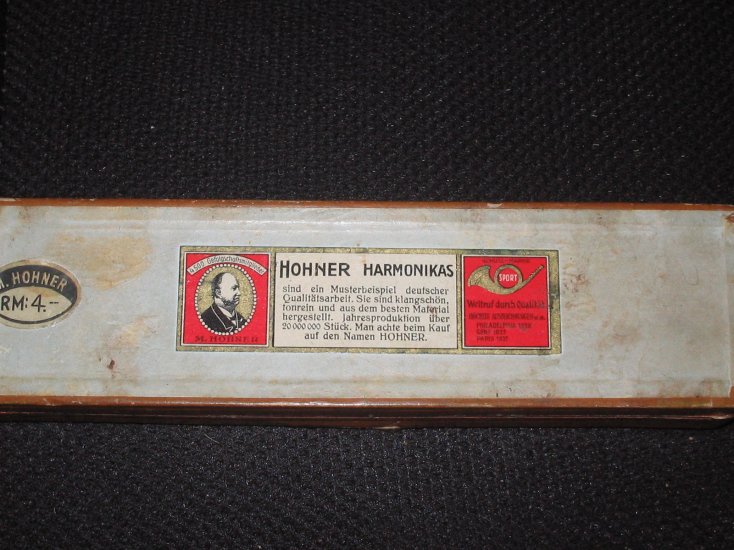 M. HOHNER
RM: 4.-
4000 Gefolgschaftsmitglieder
M. HOHNER
HOHNER HARMONIKAS
sind ein Musterbeispiel deutscher
Qualitätsarbeit. Sie sind klangschön,
tonrein und aus dem besten Material
hergestellt. Jahresproduktion über
20 000 000 Stück. Man achte beim Kauf
auf den Namen HOHNER.
SPORT
Weltruf durch Qualität
PHILADELPHIA
PARIS 1937